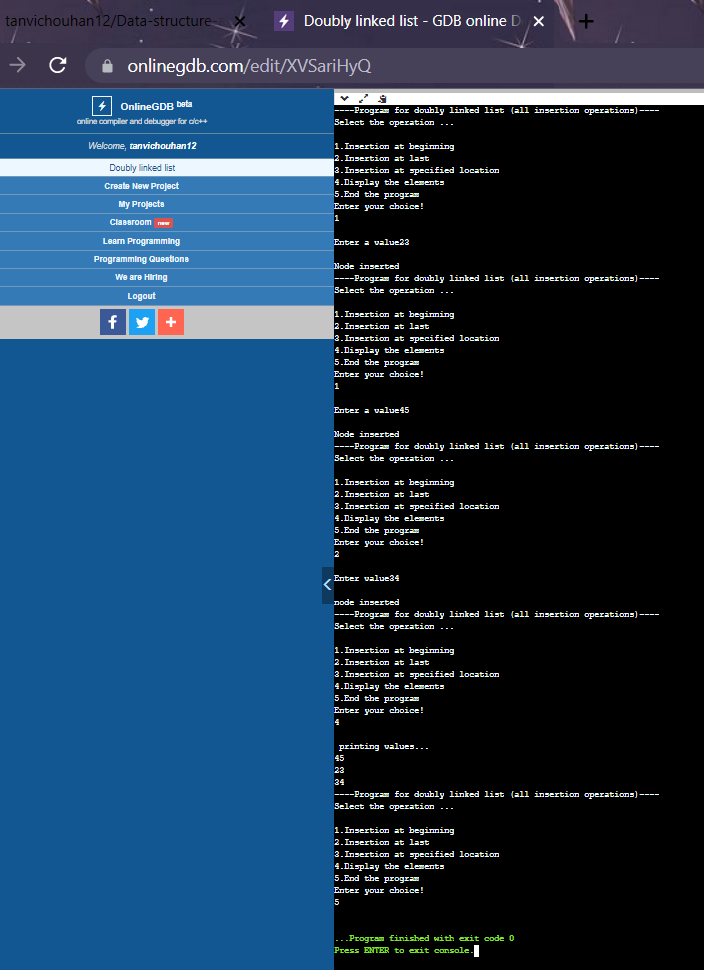 tanvichouhan12/Data-structure
Doubly linked list - GDB online D
onlinegdb.com/edit/XVSariHyQ
OnlineGDB beta
online compiler and debugger for c/c++
Welcome, tanvichouhan12
Doubly linked list
Create New Project
My Projects
Classroom new
Learn Programming
Programming Questions
We are Hiring
Logout
----Program for doubly linked list (all insertion operations)----
Select the operation ...
1.Insertion at beginning
2.Insertion at last
3.Insertion at specified location
4.Display the elements
5.End the program
Enter your choice!
1
Enter a value23
Node inserted
----Program for doubly linked list (all insertion operations)----
Select the operation ...
1.Insertion at beginning
2.Insertion at last
3.Insertion at specified location
4.Display the elements
5.End the program
Enter your choice!
1
Enter a value45
Node inserted
----Program for doubly linked list (all insertion operations)----
Select the operation ...
1.Insertion at beginning
2.Insertion at last
3.Insertion at specified location
4.Display the elements
5.End the program
Enter your choice!
2
Enter value34
node inserted
----Program for doubly linked list (all insertion operations)----
Select the operation ...
1.Insertion at beginning
2.Insertion at last
3.Insertion at specified location
4.Display the elements
5.End the program
Enter your choice!
4
printing values...
45
23
34
----Program for doubly linked list (all insertion operations)----
Select the operation ...
1.Insertion at beginning
2.Insertion at last
3.Insertion at specified location
4.Display the elements
5.End the program
Enter your choice!
5
...Program finished with exit code 0
Press ENTER to exit console.